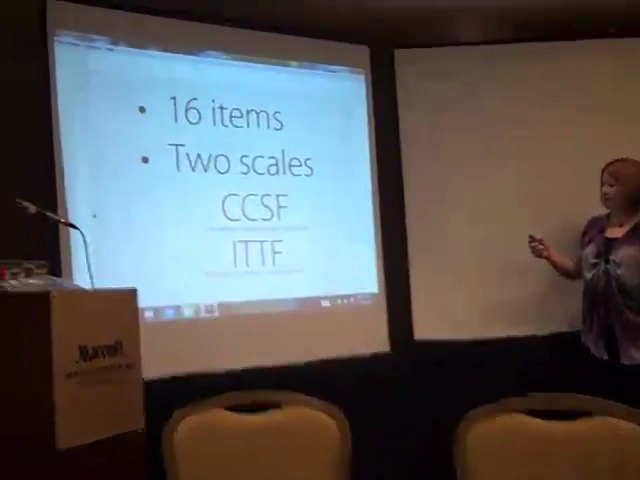 • 16 items
• Two scales
CCSF
ITTF
Marriott